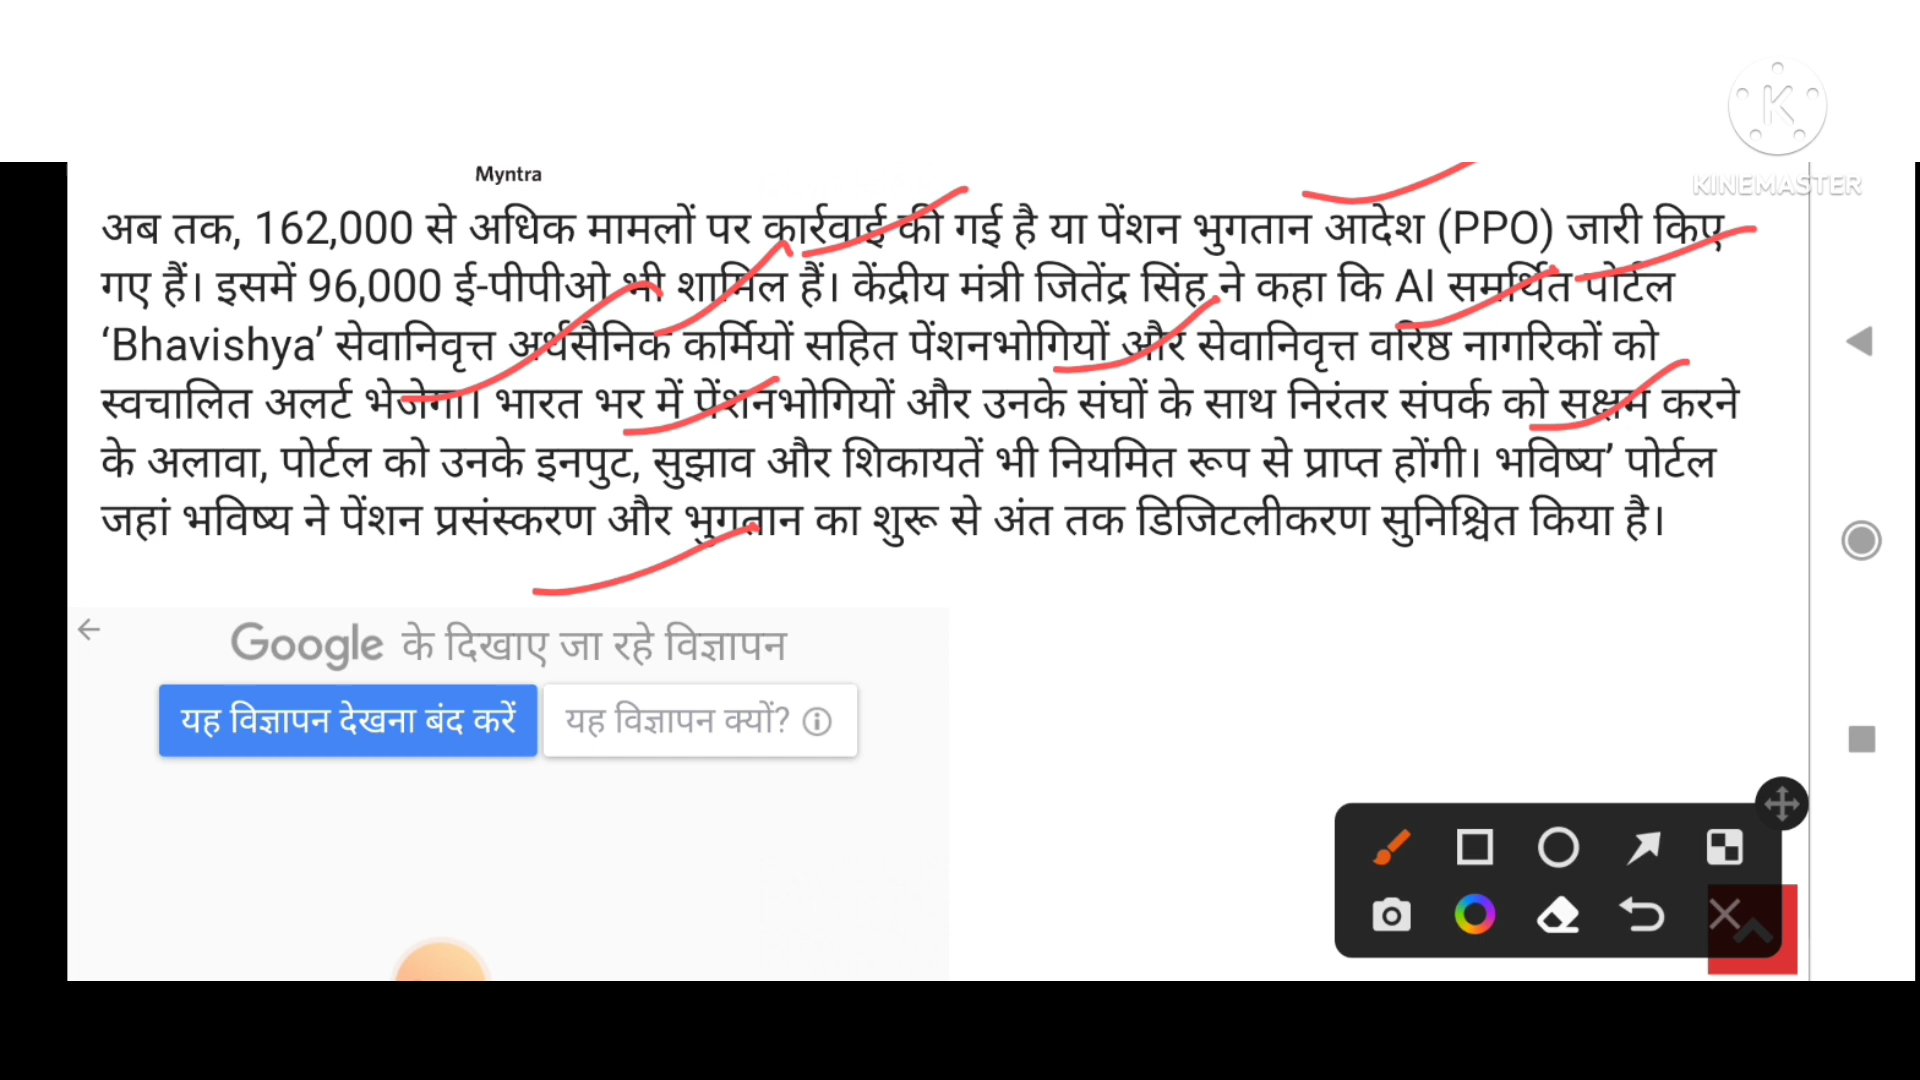 KINEMASTER
Myntra
अब तक, 162,000 से अधिक मामलों पर कार्रवाई की गई है या पेंशन भुगतान आदेश (PPO) जारी किए
गए हैं। इसमें 96,000 ई-पीपीओ भी शामिल हैं। केंद्रीय मंत्री जितेंद्र सिंह ने कहा कि AI समर्थित पोर्टल
‘Bhavishya’ सेवानिवृत्त अर्धसैनिक कर्मियों सहित पेंशनभोगियों और सेवानिवृत्त वरिष्ठ नागरिकों को
स्वचालित अलर्ट भेजेगा। भारत भर में पेंशनभोगियों और उनके संघों के साथ निरंतर संपर्क को सक्षम करने
के अलावा, पोर्टल को उनके इनपुट, सुझाव और शिकायतें भी नियमित रूप से प्राप्त होंगी। भविष्य’ पोर्टल
जहां भविष्य ने पेंशन प्रसंस्करण और भुगतान का शुरू से अंत तक डिजिटलीकरण सुनिश्चित किया है।
Google के दिखाए जा रहे विज्ञापन
यह विज्ञापन देखना बंद करें
यह विज्ञापन क्यों?